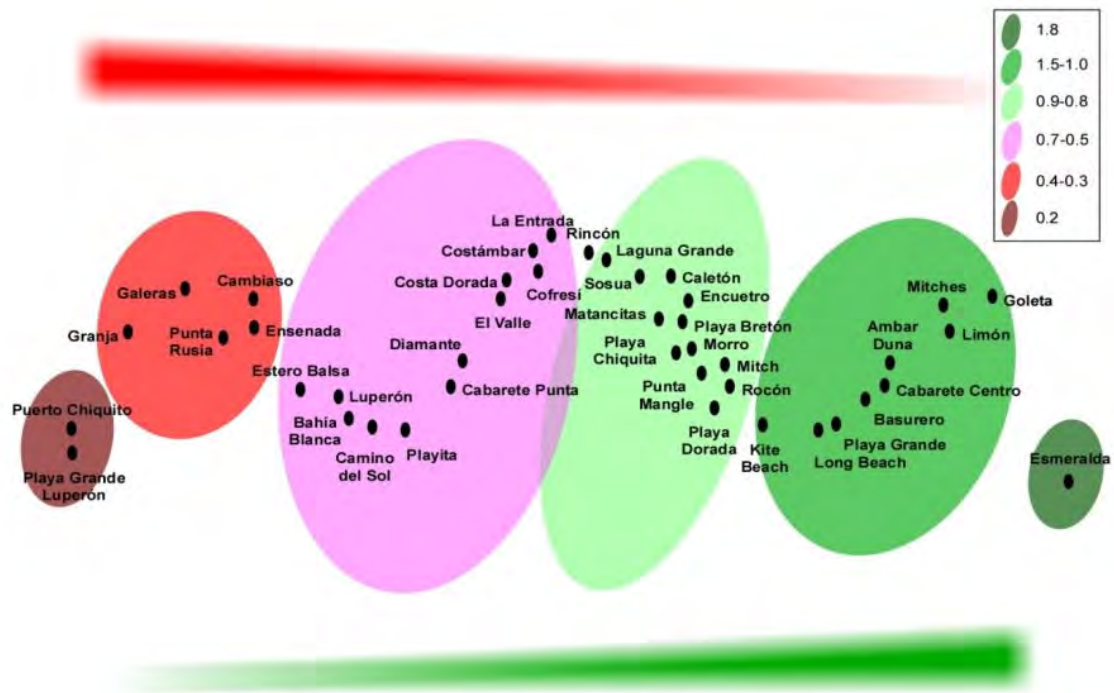 1.8
1.5-1.0
0.9-0.8
0.7-0.5
0.4-0.3
0.2
La Entrada
Rincón
Costámbar
Laguna Grande
Cambiaso
Costa Dorada
Sosua
Caletón
Galeras
Cofresí
Encuetro
Mitches
Goleta
El Valle
Matancitas
Granja
Punta
Rusia
Ensenada
Playa Bretón
Ambar
Duna
Limón
Diamante
Playa
Chiquita
Morro
Mitch
Estero Balsa
Luperón
Cabarete Punta
Punta
Mangle
Rocón
Cabarete Centro
Puerto Chiquito
Bahía
Blanca
Camino
del Sol
Playita
Playa
Dorada
Kite
Beach
Basurero
Playa Grande
Long Beach
Playa Grande
Luperón
Esmeralda